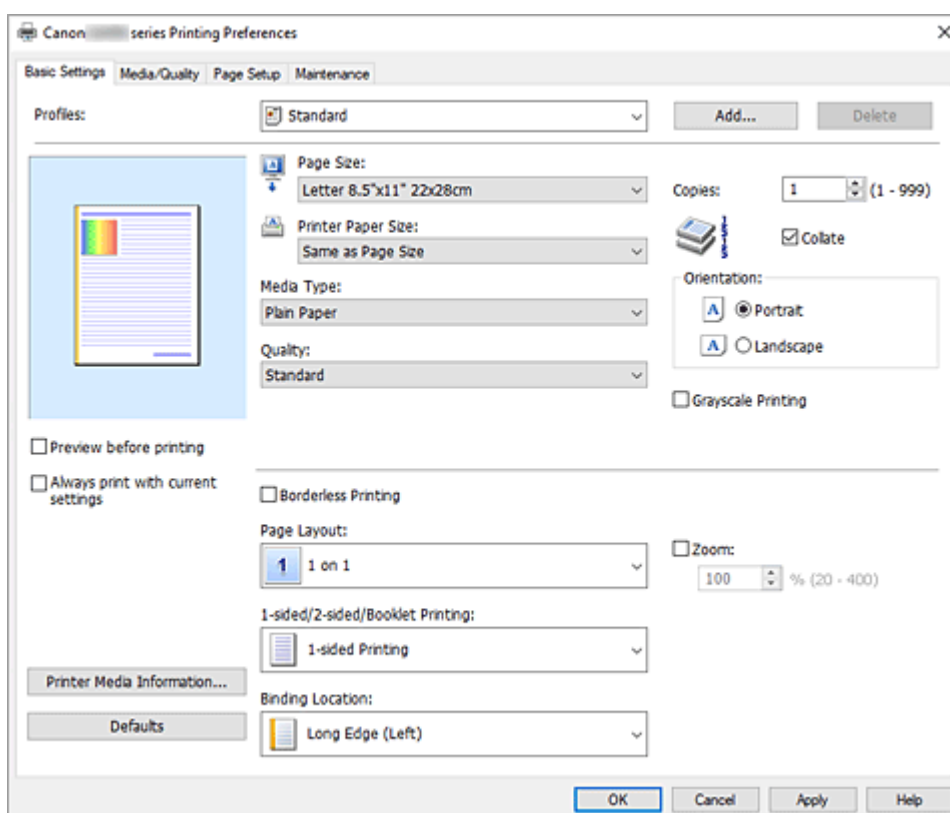 Canon series Printing Preferences
Basic Settings Media/Quality Page Setup Maintenance
Profiles: Standard Add... Delete
Page Size:
Letter 8.5"x11" 22x28cm
Copies: 1 (1 - 999)
Printer Paper Size:
Same as Page Size
Collate
Media Type:
Plain Paper
Orientation:
A Portrait
A Landscape
Quality:
Standard
Grayscale Printing
Preview before printing
Always print with current
settings
Borderless Printing
Page Layout:
1 1 on 1
Zoom:
100 % (20 - 400)
1-sided/2-sided/Booklet Printing:
1-sided Printing
Printer Media Information...
Defaults
Binding Location:
Long Edge (Left)
OK Cancel Apply Help